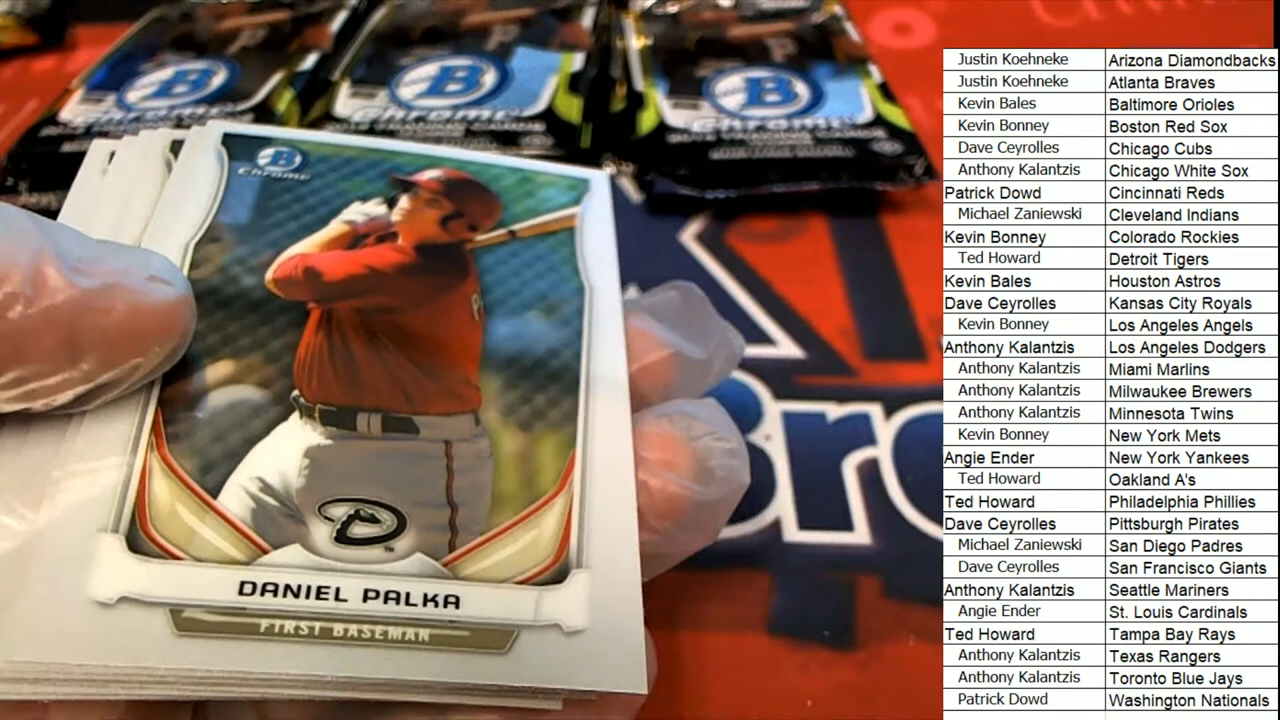 B
Chrome
B
Chrome
B
Chrome
B
Chrome
DANIEL PALKA
FIRST BASEMAN
Justin Koehneke Arizona Diamondbacks
Justin Koehneke Atlanta Braves
Kevin Bales Baltimore Orioles
Kevin Bonney Boston Red Sox
Dave Ceyrolles Chicago Cubs
Anthony Kalantzis Chicago White Sox
Patrick Dowd Cincinnati Reds
Michael Zaniewski Cleveland Indians
Kevin Bonney Colorado Rockies
Ted Howard Detroit Tigers
Kevin Bales Houston Astros
Dave Ceyrolles Kansas City Royals
Kevin Bonney Los Angeles Angels
Anthony Kalantzis Los Angeles Dodgers
Anthony Kalantzis Miami Marlins
Anthony Kalantzis Milwaukee Brewers
Anthony Kalantzis Minnesota Twins
Kevin Bonney New York Mets
Angie Ender New York Yankees
Ted Howard Oakland A's
Ted Howard Philadelphia Phillies
Dave Ceyrolles Pittsburgh Pirates
Michael Zaniewski San Diego Padres
Dave Ceyrolles San Francisco Giants
Anthony Kalantzis Seattle Mariners
Angie Ender St. Louis Cardinals
Ted Howard Tampa Bay Rays
Anthony Kalantzis Texas Rangers
Anthony Kalantzis Toronto Blue Jays
Patrick Dowd Washington Nationals